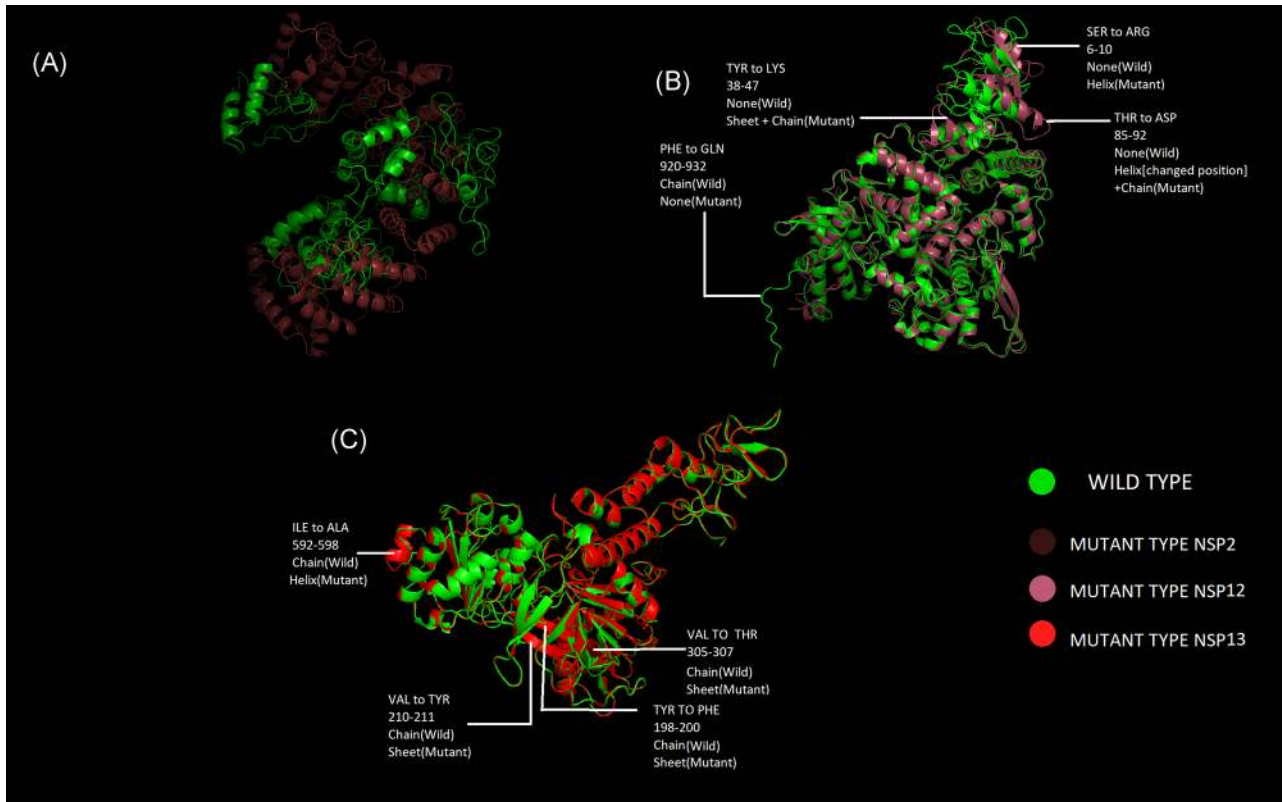 (A)
(B)
SER to ARG
6-10
None(Wild)
Helix(Mutant)
TYR to LYS
38-47
None(Wild)
Sheet + Chain(Mutant)
THR to ASP
85-92
None(Wild)
Helix[changed position]
+Chain(Mutant)
PHE to GLN
920-932
Chain(Wild)
None(Mutant)
(C)
ILE to ALA
592-598
Chain(Wild)
Helix(Mutant)
VAL TO THR
305-307
Chain(Wild)
Sheet(Mutant)
VAL to TYR
210-211
Chain(Wild)
Sheet(Mutant)
TYR TO PHE
198-200
Chain(Wild)
Sheet(Mutant)
WILD TYPE
MUTANT TYPE NSP2
MUTANT TYPE NSP12
MUTANT TYPE NSP13